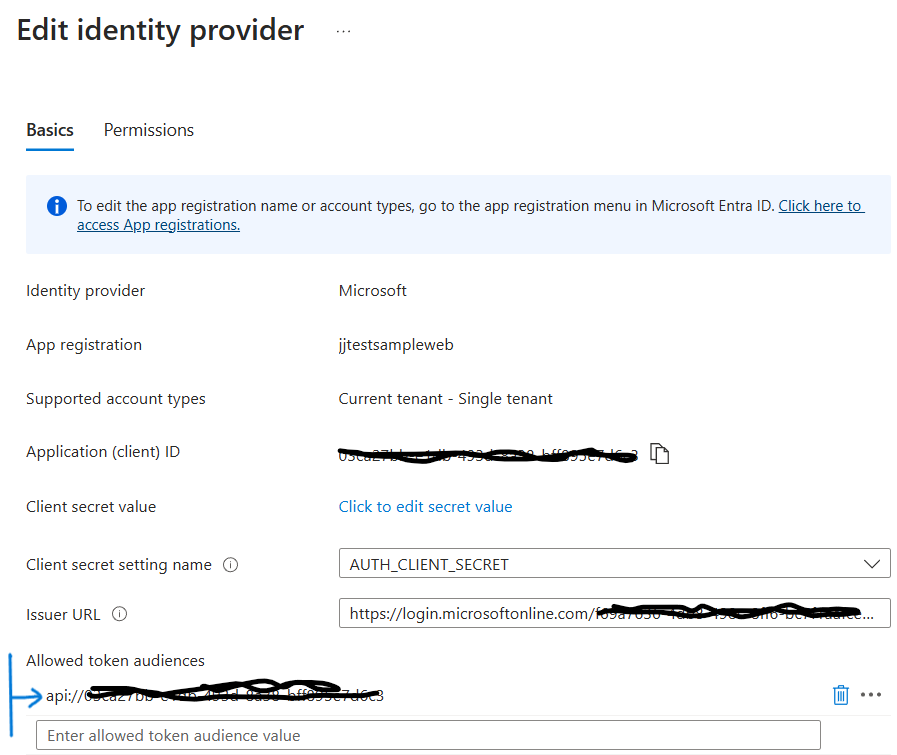 Edit identity provider ...
Basics Permissions
To edit the app registration name or account types, go to the app registration menu in Microsoft Entra ID. Click here to
access App registrations.
Identity provider Microsoft
App registration jjtestsampleweb
Supported account types Current tenant - Single tenant
Application (client) ID
Client secret value Click to edit secret value
Client secret setting name AUTH_CLIENT_SECRET
Issuer URL https://login.microsoftonline.com/
Allowed token audiences
api://
Enter allowed token audience value